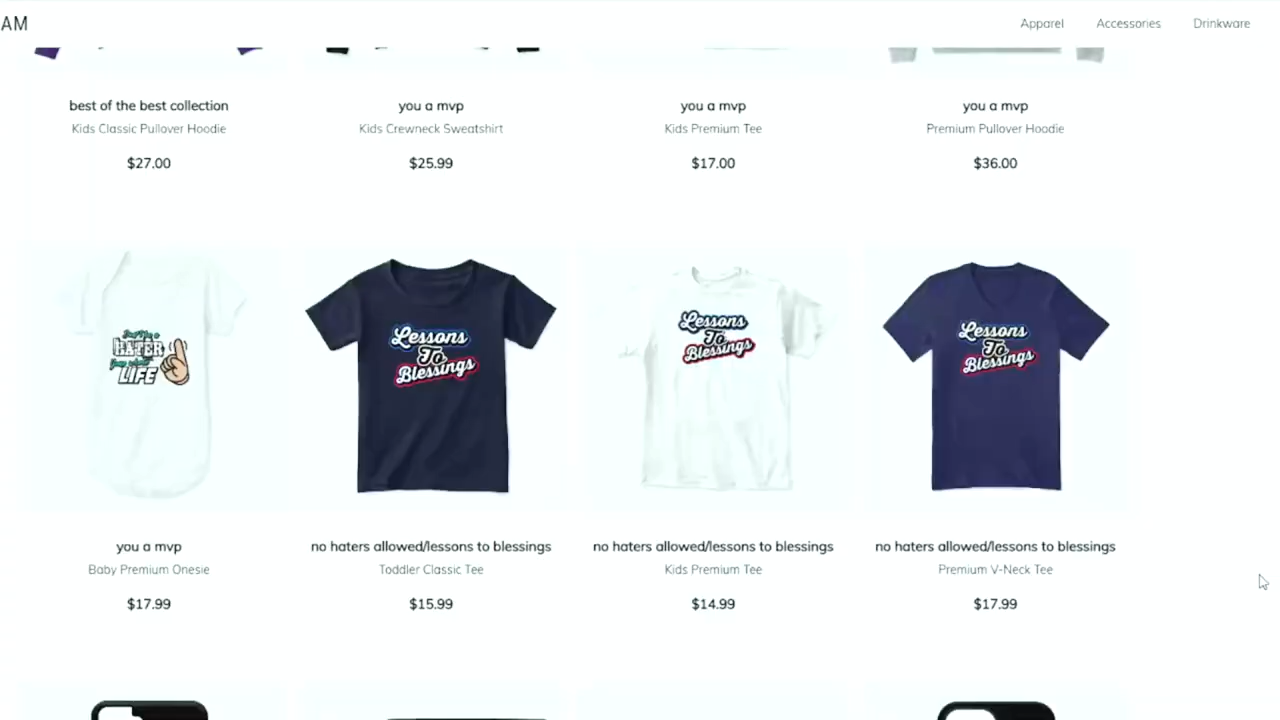 AM
Apparel
Accessories
Drinkware
best of the best collection
Kids Classic Pullover Hoodie
$27.00
you a mvp
Kids Crewneck Sweatshirt
$25.99
you a mvp
Kids Premium Tee
$17.00
you a mvp
Premium Pullover Hoodie
$36.00
HATER
LIFE
Lessons
To
Blessings
Lessons
To
Blessings
Lessons
To
Blessings
you a mvp
Baby Premium Onesie
$17.99
no haters allowed/lessons to blessings
Toddler Classic Tee
$15.99
no haters allowed/lessons to blessings
Kids Premium Tee
$14.99
no haters allowed/lessons to blessings
Premium V-Neck Tee
$17.99